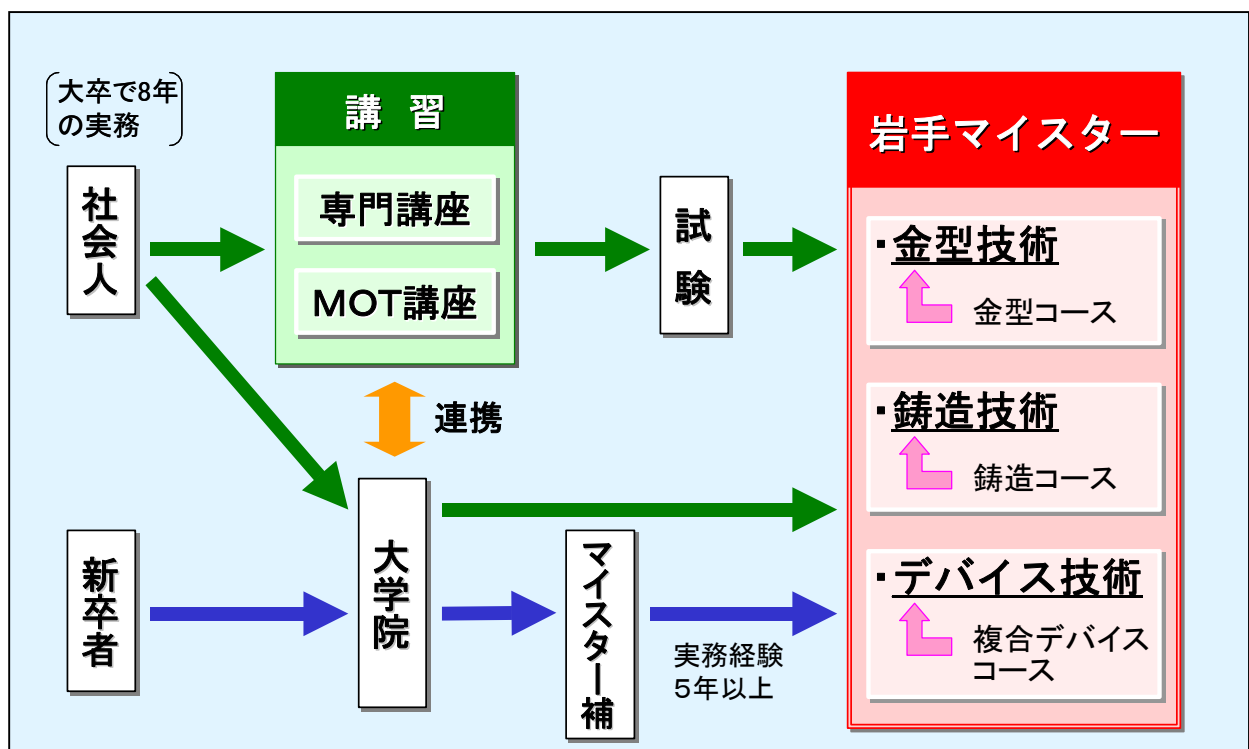 大卒で8年
の実務
社会人
講習
専門講座
MOT講座
試験
岩手マイスター
・金型技術
金型コース
・鋳造技術
鋳造コース
・デバイス技術
複合デバイス
コース
連携
新卒者
大学院
マイスター補
実務経験
5年以上